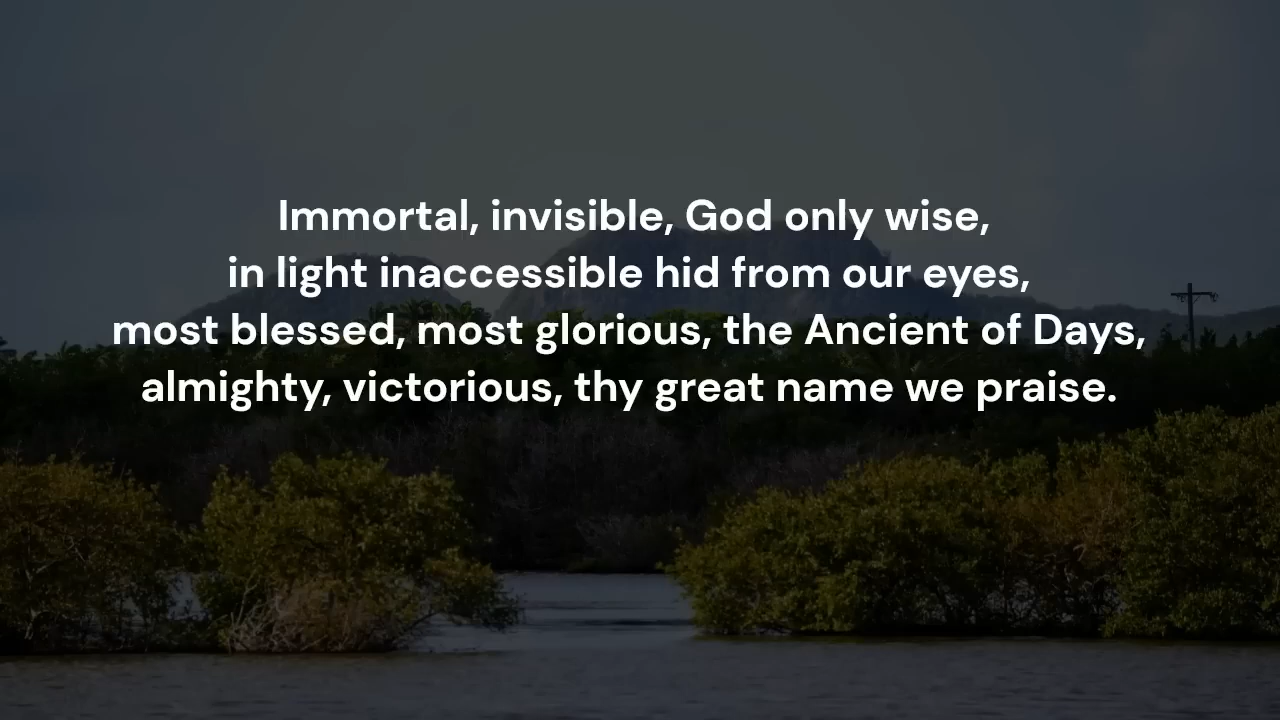 Immortal, invisible, God only wise,
in light inaccessible hid from our eyes,
most blessed, most glorious, the Ancient of Days,
almighty, victorious, thy great name we praise.